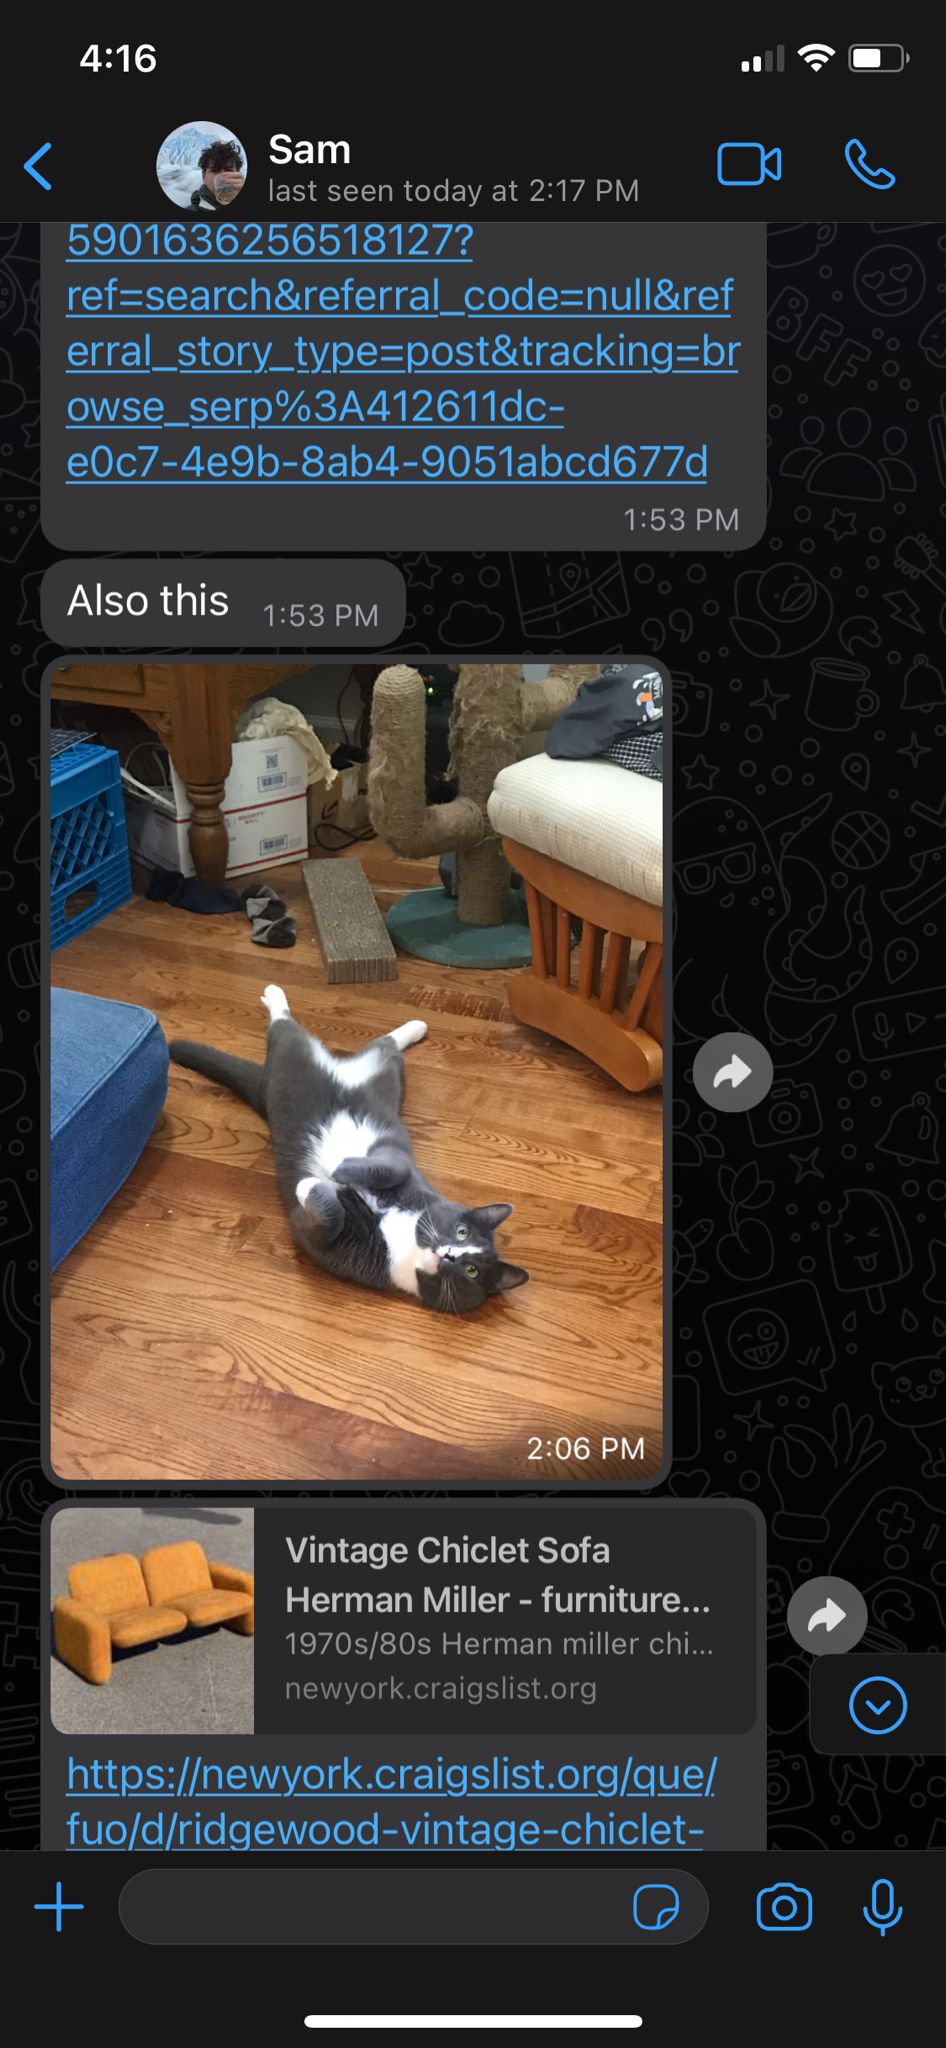 4:16
Sam
last seen today at 2:17 PM
5901636256518127?
ref=search&referral_code=null&ref
erral_story_type=post&tracking=br
owse_serp%3A412611dc-
e0c7-4e9b-8ab4-9051abcd677d
1:53 PM
Also this 1:53 PM
PRIORITY
MAIL
2:06 PM
Vintage Chiclet Sofa
Herman Miller - furniture...
1970s/80s Herman miller chi...
newyork.craigslist.org
https://newyork.craigslist.org/que/
fuo/d/ridgewood-vintage-chiclet-